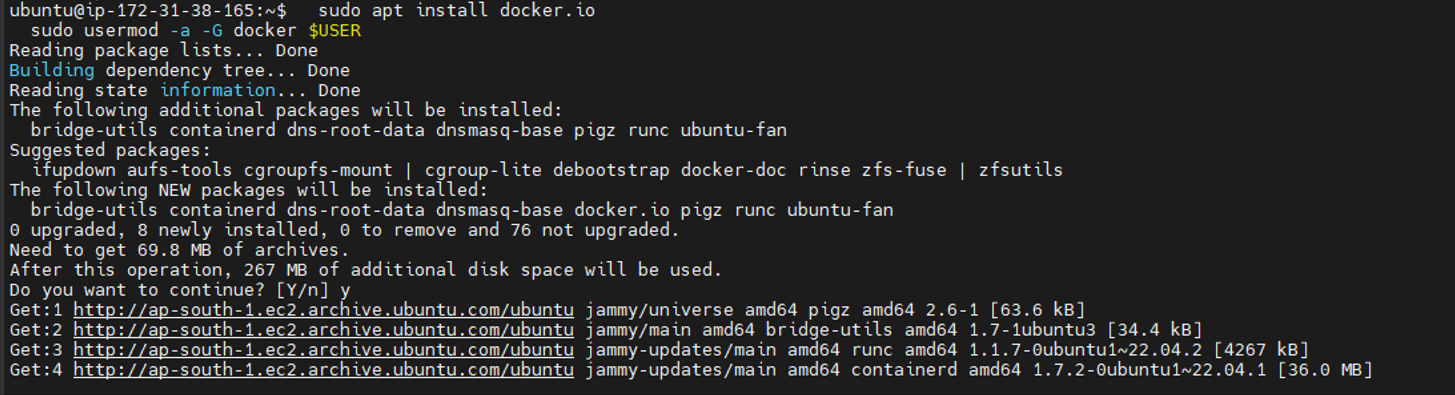 ubuntu@ip-172-31-38-165:~$   sudo apt install docker.io
  sudo usermod -a -G docker $USER
Reading package lists... Done
Building dependency tree... Done
Reading state information... Done
The following additional packages will be installed:
  bridge-utils containerd dns-root-data dnsmasq-base pigz runc ubuntu-fan
Suggested packages:
  ifupdown aufs-tools cgroupfs-mount | cgroup-lite debootstrap docker-doc rinse zfs-fuse | zfsutils
The following NEW packages will be installed:
  bridge-utils containerd dns-root-data dnsmasq-base docker.io pigz runc ubuntu-fan
0 upgraded, 8 newly installed, 0 to remove and 76 not upgraded.
Need to get 69.8 MB of archives.
After this operation, 267 MB of additional disk space will be used.
Do you want to continue? [Y/n] y
Get:1 http://ap-south-1.ec2.archive.ubuntu.com/ubuntu jammy/universe amd64 pigz amd64 2.6-1 [63.6 kB]
Get:2 http://ap-south-1.ec2.archive.ubuntu.com/ubuntu jammy/main amd64 bridge-utils amd64 1.7-1ubuntu3 [34.4 kB]
Get:3 http://ap-south-1.ec2.archive.ubuntu.com/ubuntu jammy-updates/main amd64 runc amd64 1.1.7-0ubuntu1~22.04.2 [4267 kB]
Get:4 http://ap-south-1.ec2.archive.ubuntu.com/ubuntu jammy-updates/main amd64 containerd amd64 1.7.2-0ubuntu1~22.04.1 [36.0 MB]